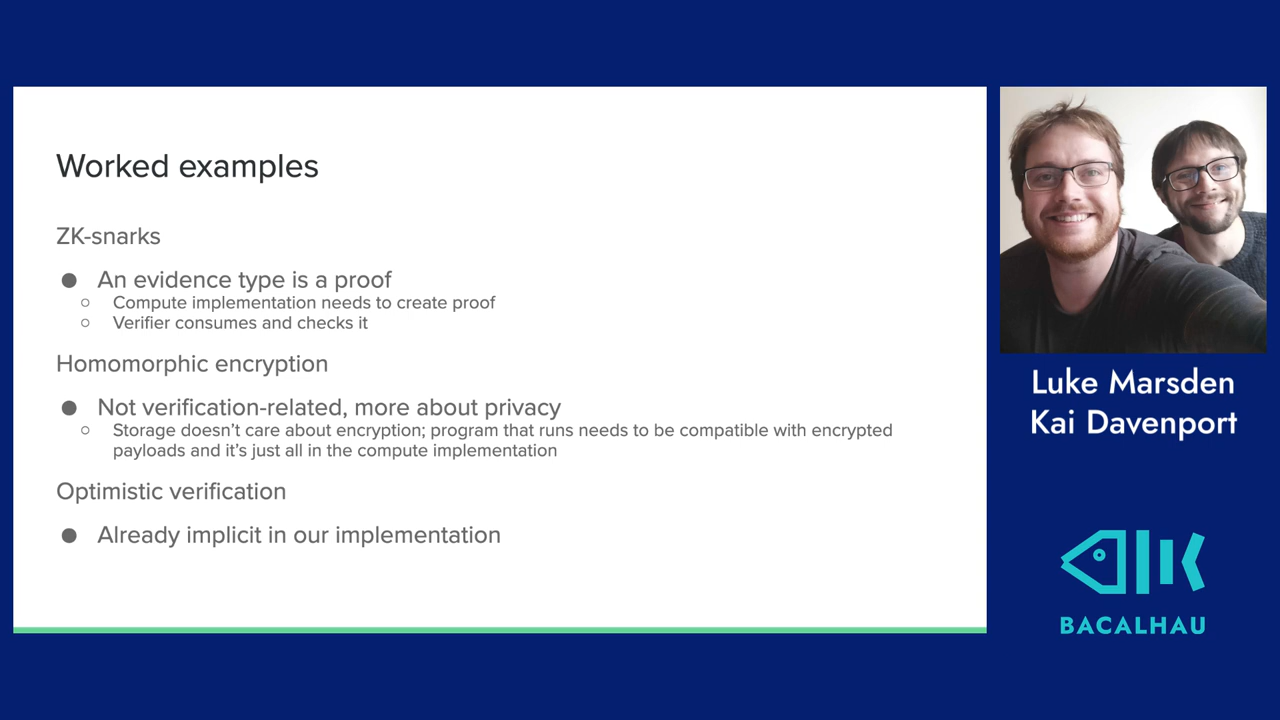 Worked examples
ZK-snarks
● An evidence type is a proof
○ Compute implementation needs to create proof
○ Verifier consumes and checks it
Homomorphic encryption
● Not verification-related, more about privacy
○ Storage doesn’t care about encryption; program that runs needs to be compatible with encrypted
payloads and it’s just all in the compute implementation
Optimistic verification
● Already implicit in our implementation
Luke Marsden
Kai Davenport
BACALHAU